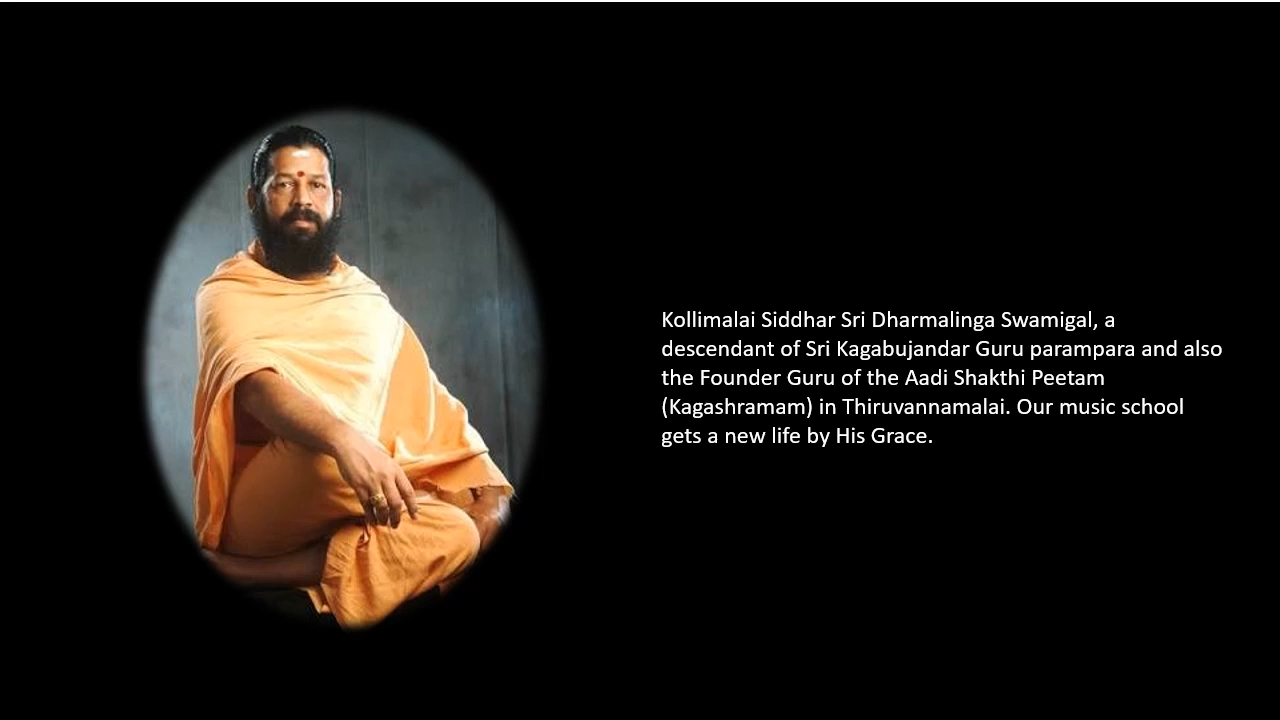 Kollimalai Siddhar Sri Dharmalinga Swamigal, a
descendant of Sri Kagabujandar Guru parampara and also
the Founder Guru of the Aadi Shakthi Peetam
(Kagashramam) in Thiruvannamalai. Our music school
gets a new life by His Grace.